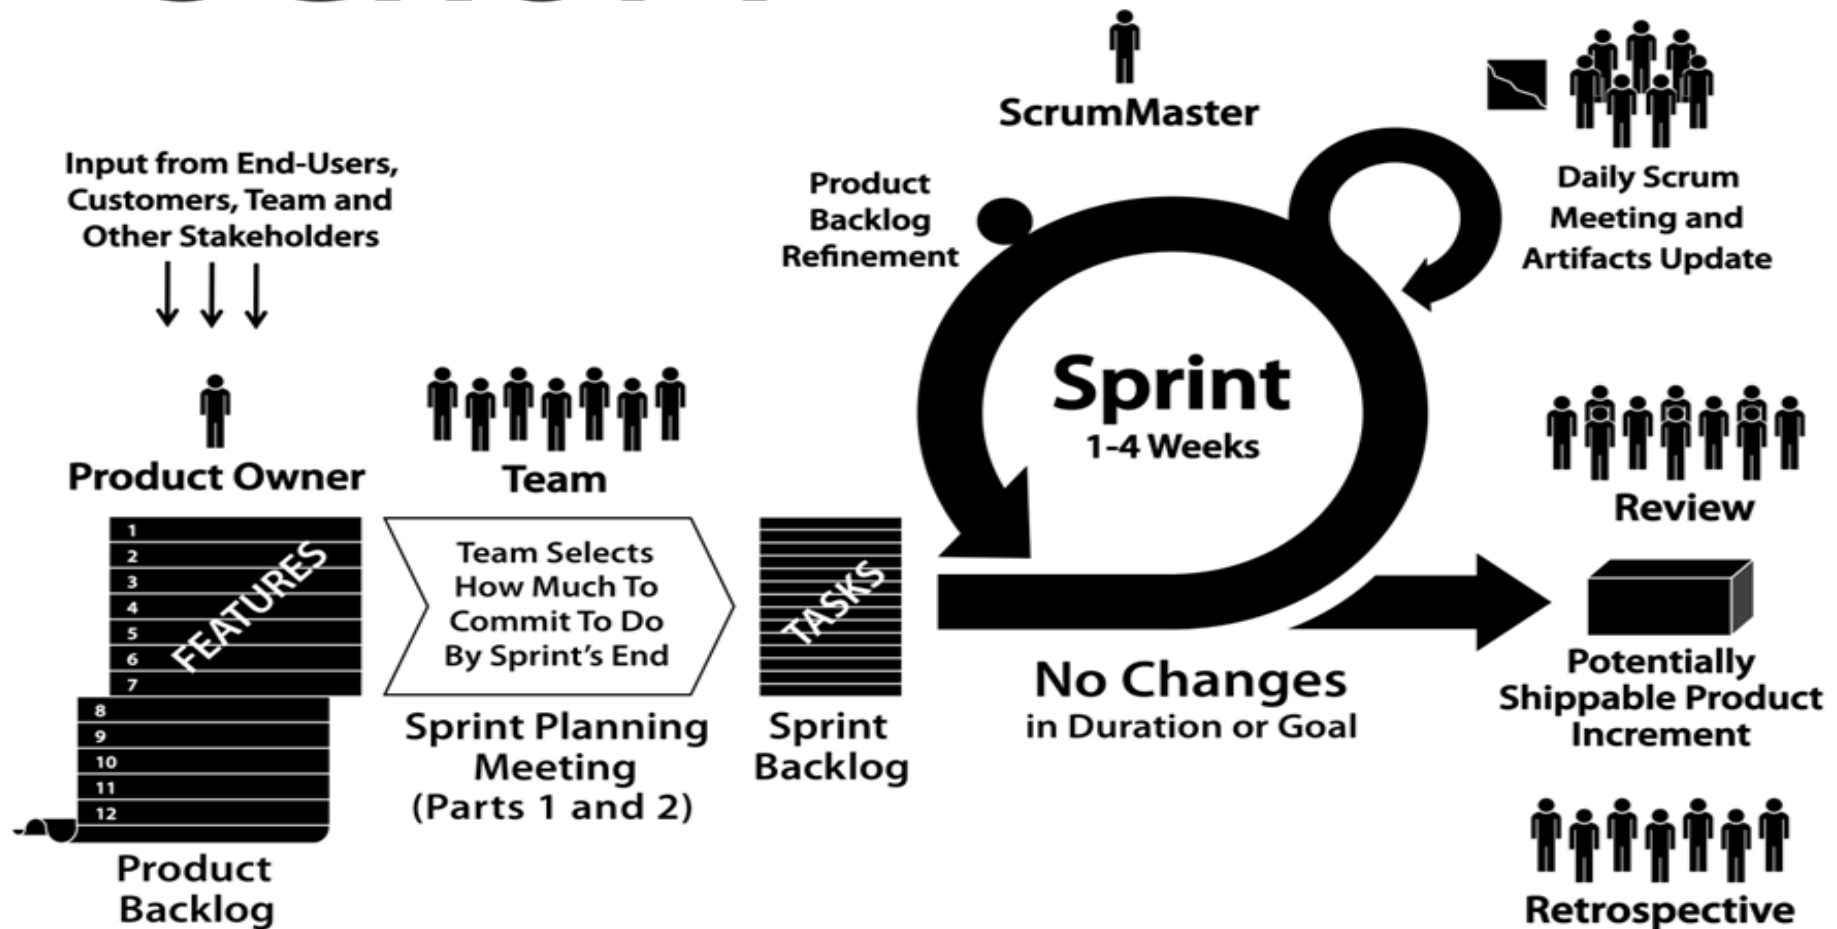 ScrumMaster
Input from End-Users,
Customers, Team and
Other Stakeholders
Product
Backlog
Refinement
Daily Scrum
Meeting and
Artifacts Update
Product Owner
Team
Sprint
1-4 Weeks
Review
1
2
3
4
5
6
7
8
9
10
11
12
FEATURES
Team Selects
How Much To
Commit To Do
By Sprint's End
TASKS
Product
Backlog
Sprint Planning
Meeting
(Parts 1 and 2)
Sprint
Backlog
No Changes
in Duration or Goal
Potentially
Shippable Product
Increment
Retrospective